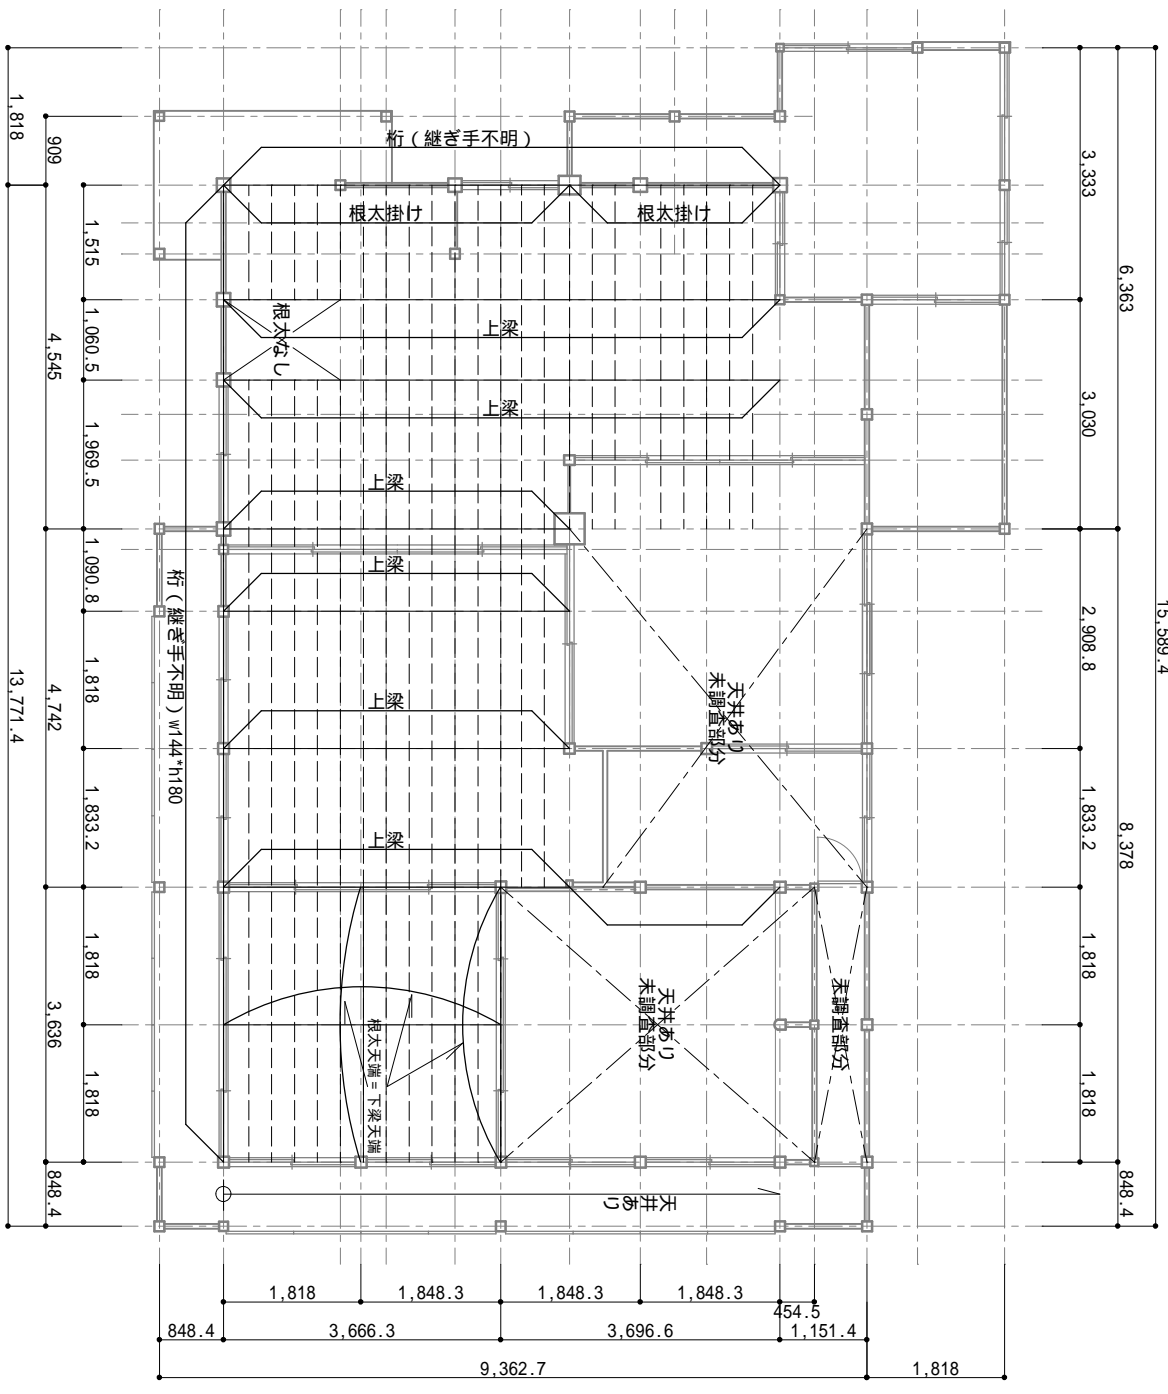 桁（継ぎ手不明）
根太掛け
根太掛け
根太なし
上梁
上梁
上梁
上梁
上梁
上梁
桁（継ぎ手不明）w144*h180
天井あり
未調査部分
天井あり
未調査部分
未調査部分
根太天端＝下梁天端
天井あり
1,818
13,771.4
909
4,545
4,742
3,636
848.4
1,515
1,060.5
1,969.5
1,090.8
1,818
1,833.2
1,818
1,818
3,333
3,030
2,908.8
1,833.2
1,818
1,818
6,363
8,378
848.4
15,589.4
1,818
1,848.3
1,848.3
1,848.3
454.5
848.4
3,666.3
3,696.6
1,151.4
9,362.7
1,818